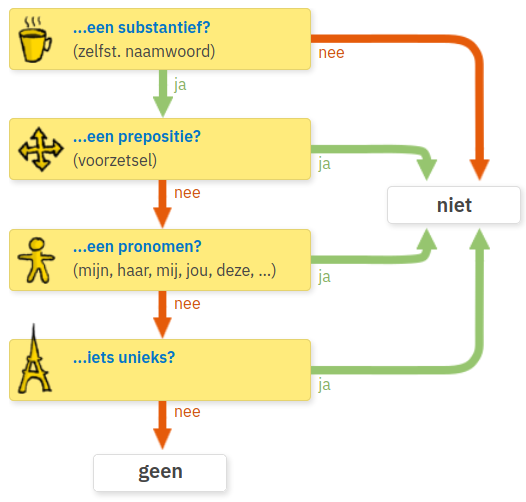 ...een substantief?
(zelfst. naamwoord)
nee
ja
...een prepositie?
(voorzetsel)
ja
nee
niet
...een pronomen?
(mijn, haar, mij, jou, deze, ...)
ja
nee
...iets unieks?
ja
nee
geen